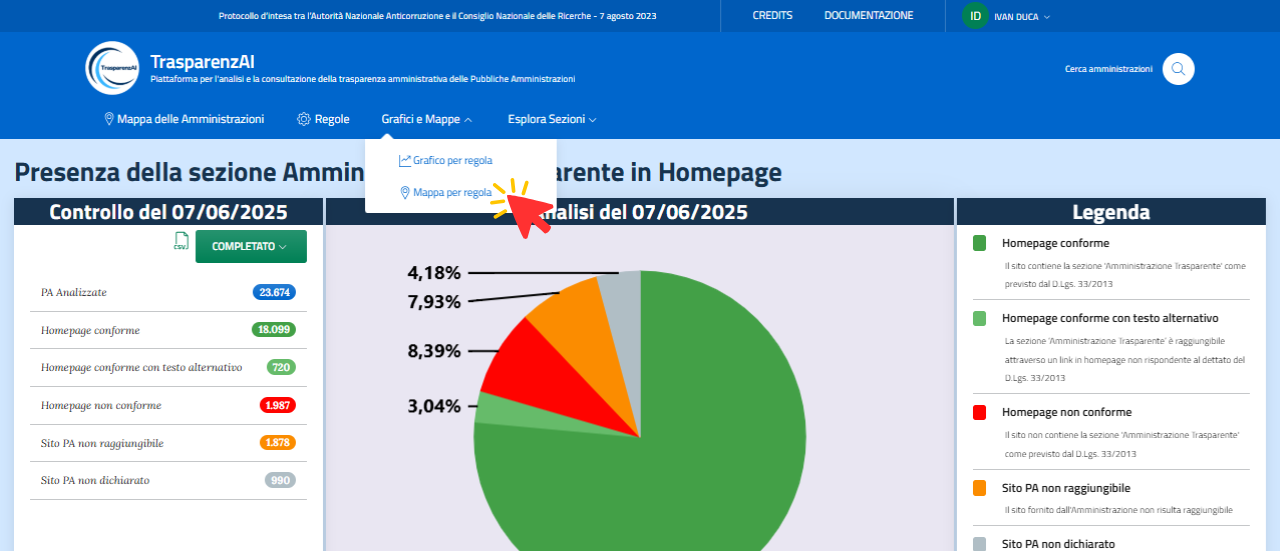 Protocollo d'intesa tra l'Autorità Nazionale Anticorruzione e il Consiglio Nazionale delle Ricerche - 7 agosto 2023
CREDITS
DOCUMENTAZIONE
ID
IVAN DUCA
TrasparenzAI
TrasparenzAI
Piattaforma per l'analisi e la consultazione della trasparenza amministrativa delle Pubbliche Amministrazioni
Cerca amministrazioni
Mappa delle Amministrazioni
Regole
Grafici e Mappe
Esplora Sezioni
Grafico per regola
Mappa per regola
Presenza della sezione Ammin
arente in Homepage
Controllo del 07/06/2025
nalisi del 07/06/2025
Legenda
CSV
COMPLETATO
PA Analizzate
23.674
Homepage conforme
18.099
Homepage conforme con testo alternativo
720
Homepage non conforme
1.987
Sito PA non raggiungibile
1.878
Sito PA non dichiarato
990
4,18%
7,93%
8,39%
3,04%
Homepage conforme
Il sito contiene la sezione 'Amministrazione Trasparente' come
previsto dal D.Lgs. 33/2013
Homepage conforme con testo alternativo
La sezione 'Amministrazione Trasparente' è raggiungibile
attraverso un link in homepage non rispondente al dettato del
D.Lgs. 33/2013
Homepage non conforme
Il sito non contiene la sezione 'Amministrazione Trasparente'
come previsto dal D.Lgs. 33/2013
Sito PA non raggiungibile
Il sito fornito dall'Amministrazione non risulta raggiungibile
Sito PA non dichiarato